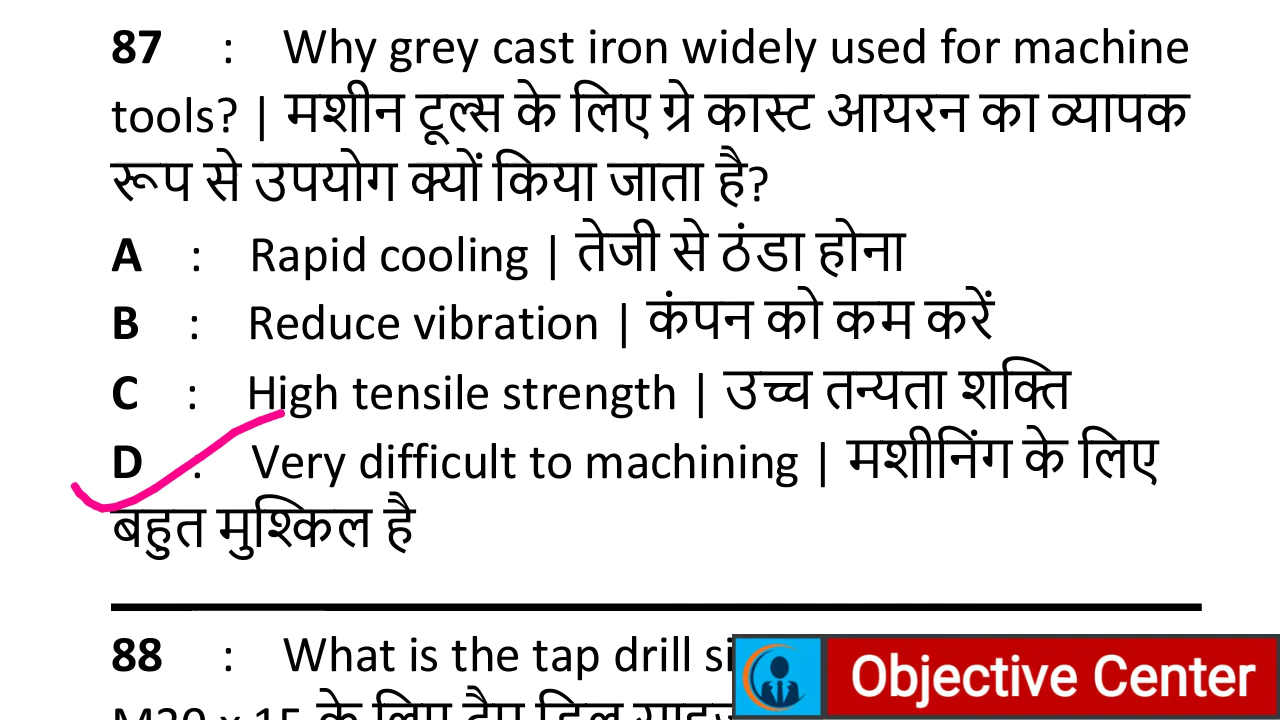 87 : Why grey cast iron widely used for machine
tools? | मशीन टूल्स के लिए ग्रे कास्ट आयरन का व्यापक
रूप से उपयोग क्यों किया जाता है?
A : Rapid cooling | तेजी से ठंडा होना
B : Reduce vibration | कंपन को कम करें
C : High tensile strength | उच्च तन्यता शक्ति
D : Very difficult to machining | मशीनिंग के लिए
बहुत मुश्किल है
88 : What is the tap drill
M20 x 15 के लिए टैप ड्रिल
Objective Center